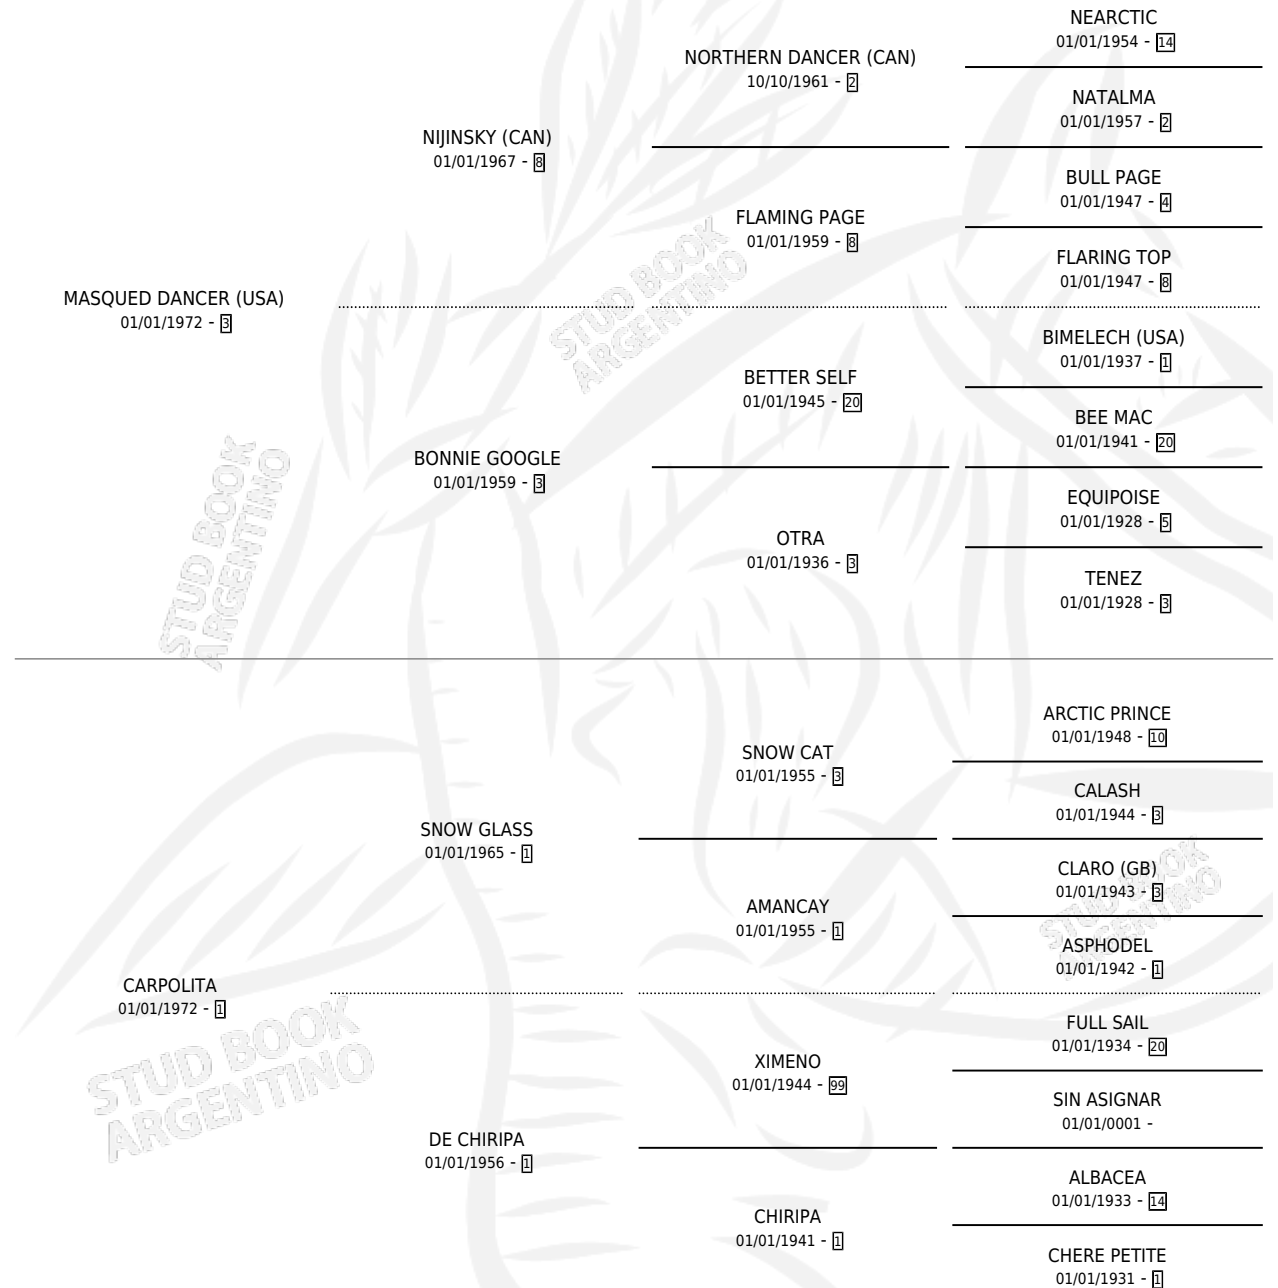 NEARCTIC
01/01/1954 - 14
NORTHERN DANCER (CAN)
10/10/1961 - 2
NATALMA
01/01/1957 - 2
NIJINSKY (CAN)
01/01/1967 - 8
BULL PAGE
01/01/1947 - 4
FLAMING PAGE
01/01/1959 - 8
FLARING TOP
01/01/1947 - 8
MASQUED DANCER (USA)
01/01/1972 - 3
BIMELECH (USA)
01/01/1937 - 1
BETTER SELF
01/01/1945 - 20
BEE MAC
01/01/1941 - 20
BONNIE GOOGLE
01/01/1959 - 3
EQUIPOISE
01/01/1928 - 5
OTRA
01/01/1936 - 3
TENEZ
01/01/1928 - 3
STUD BOOK
ARGENTINO
STUD BOOK
ARGENTINO
ARCTIC PRINCE
01/01/1948 - 10
SNOW CAT
01/01/1955 - 3
CALASH
01/01/1944 - 3
SNOW GLASS
01/01/1965 - 1
CLARO (GB)
01/01/1943 - 3
AMANCAY
01/01/1955 - 1
ASPHODEL
01/01/1942 - 1
CARPOLITA
01/01/1972 - 1
FULL SAIL
01/01/1934 - 20
XIMENO
01/01/1944 - 99
SIN ASIGNAR
01/01/0001 -
DE CHIRIPA
01/01/1956 - 1
ALBACEA
01/01/1933 - 14
CHIRIPA
01/01/1941 - 1
CHERE PETITE
01/01/1931 - 1
STUD BOOK
ARGENTINO
STUD BOOK
ARGENTINO